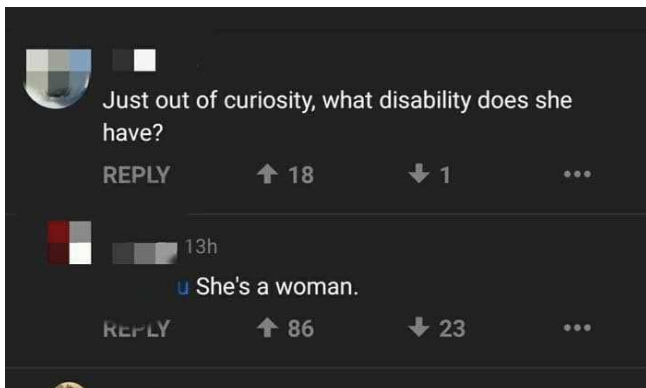 Just out of curiosity, what disability does she
have?
REPLY 18 1
13h
u She's a woman.
REPLY 86 23